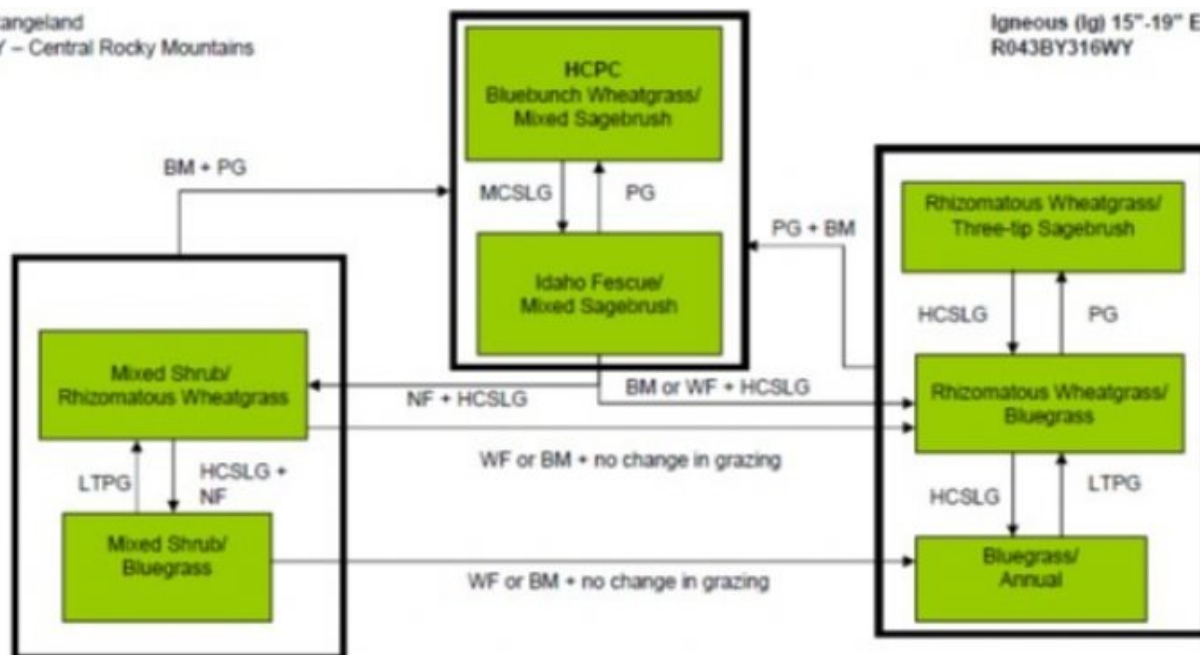 angeland
Y – Central Rocky Mountains
Igneous (Ig) 15"-19" E
R043BY316WY
HCPC
Bluebunch Wheatgrass/
Mixed Sagebrush
BM + PG
MCSLG
PG
Rhizomatous Wheatgrass/
Three-tip Sagebrush
PG + BM
Idaho Fescue/
Mixed Sagebrush
HCSLG
PG
Mixed Shrub/
Rhizomatous Wheatgrass
NF + HCSLG
BM or WF + HCSLG
Rhizomatous Wheatgrass/
Bluegrass
WF or BM + no change in grazing
LTPG
HCSLG +
NF
HCSLG
LTPG
Mixed Shrub/
Bluegrass
Bluegrass/
Annual
WF or BM + no change in grazing